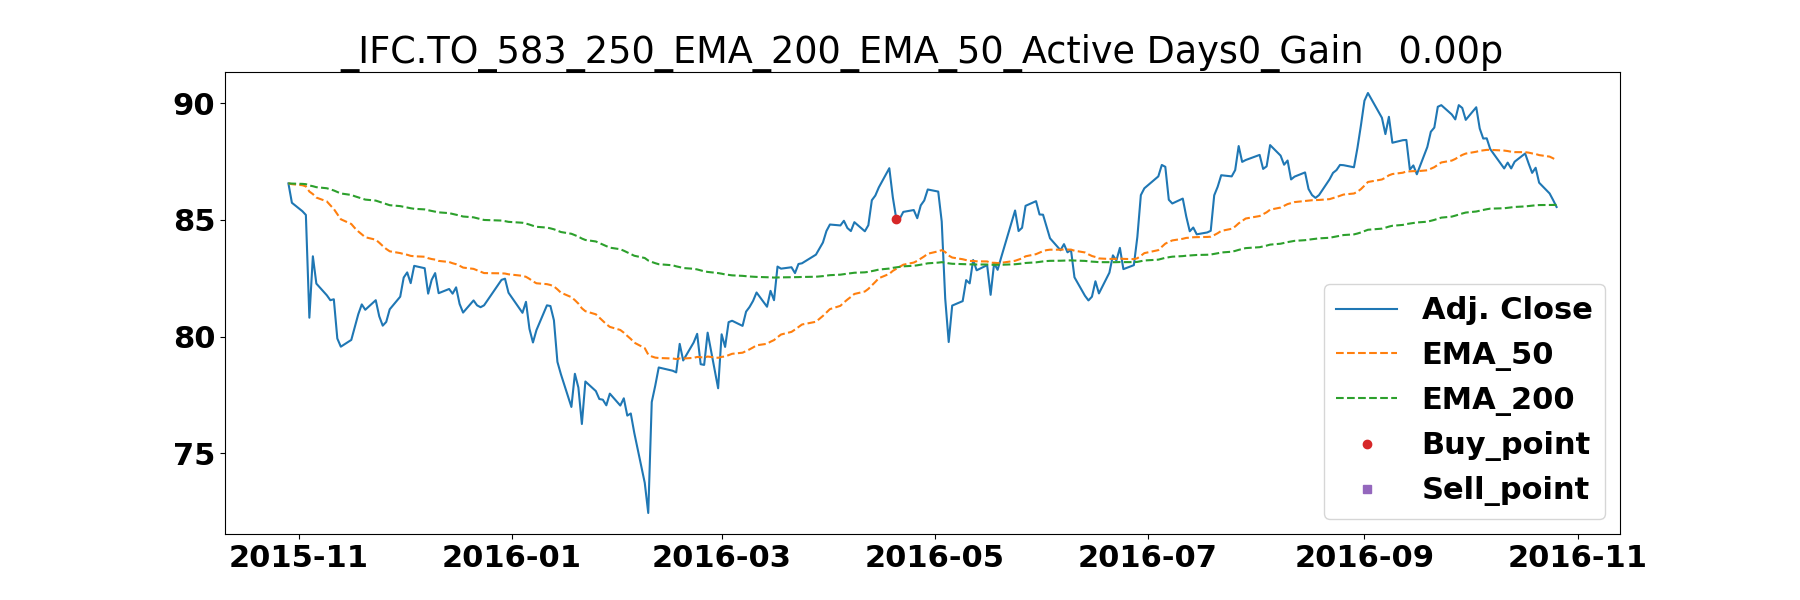 _IFC.TO_583_250_EMA_200_EMA_50_Active Days0_Gain   0.00p
90
85
80
75
Adj. Close
EMA_50
EMA_200
Buy_point
Sell_point
2015-11 2016-01 2016-03 2016-05 2016-07 2016-09 2016-11